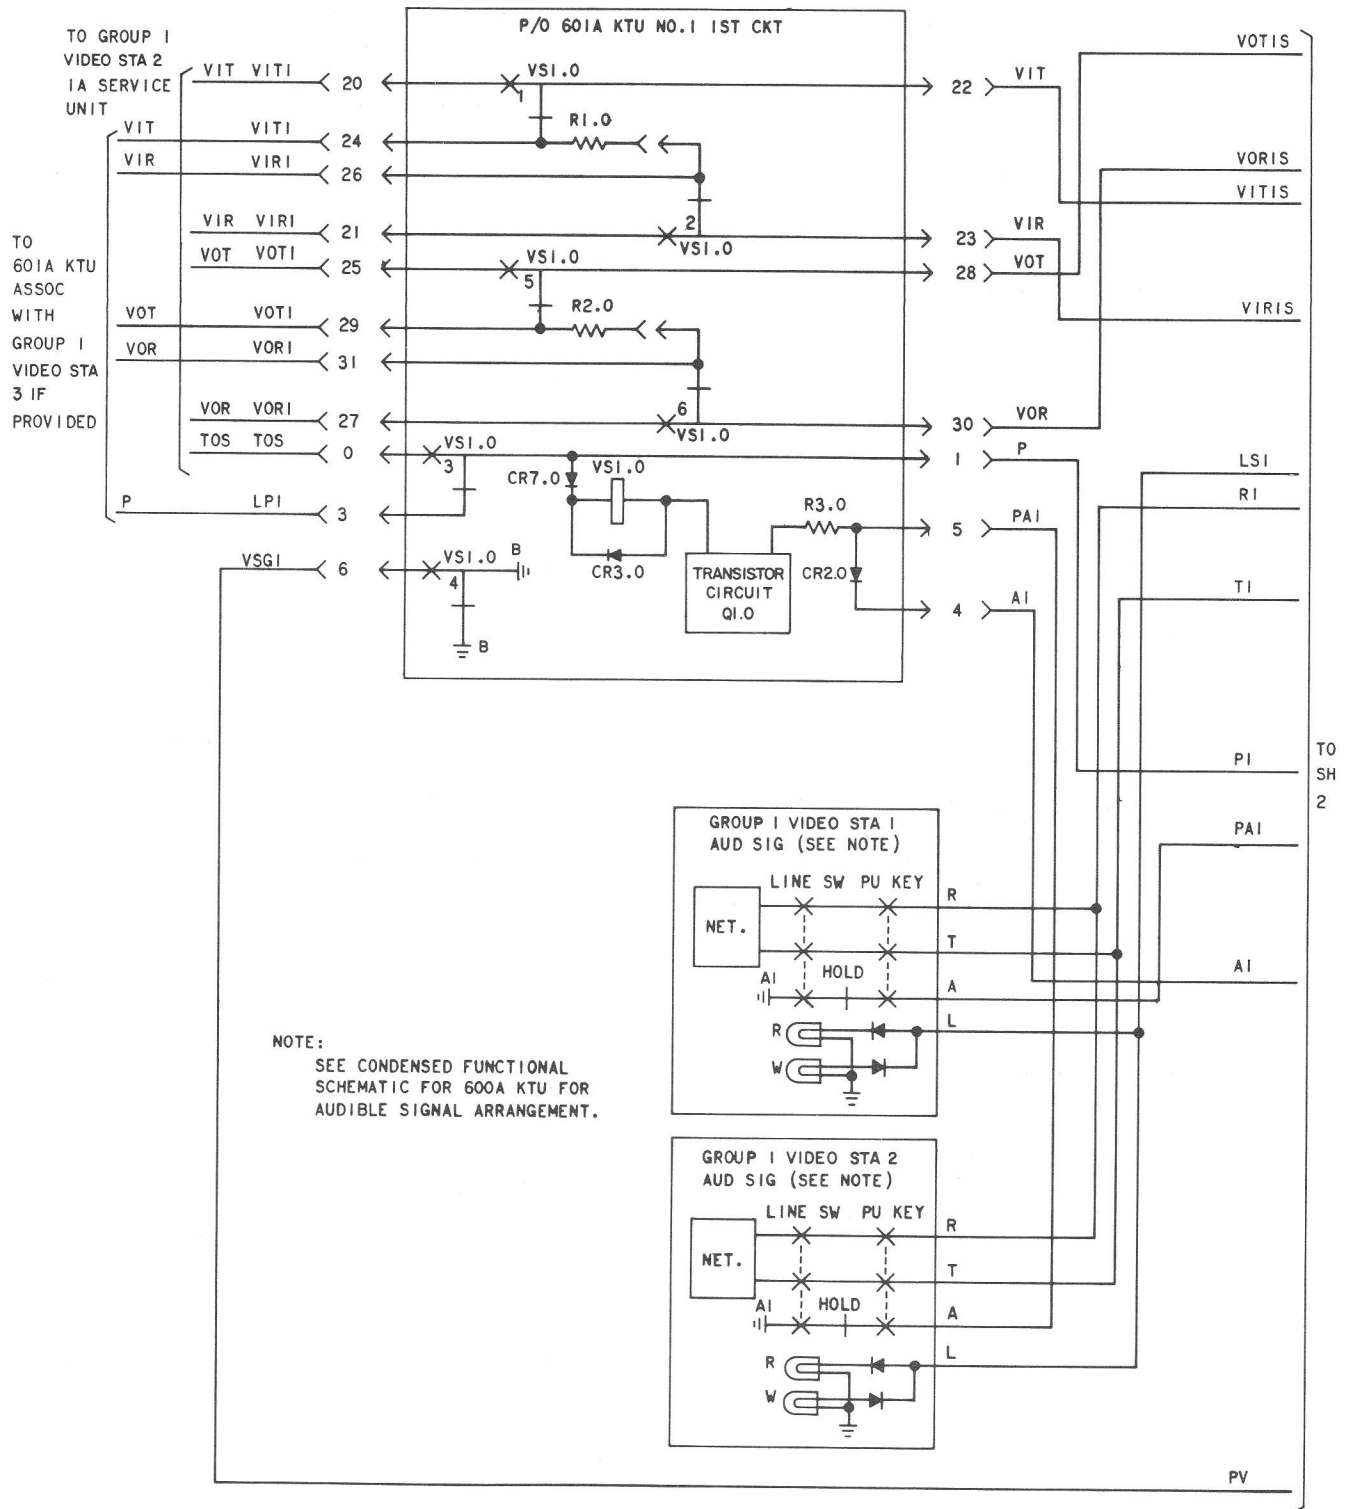 P/O 601A KTU NO.1 1ST CKT
TO GROUP 1
VIDEO STA 2
1A SERVICE
UNIT
TO
601A KTU
ASSOC
WITH
GROUP 1
VIDEO STA
3 IF
PROVIDED
VIT VIT1 20
VIT VIT1 24
VIR VIR1 26
VIR VIR1 21
VOT VOT1 25
VOT VOT1 29
VOR VOR1 31
VOR VOR1 27
TOS TOS 0
P LP1 3
VSG1 6
VS1.0
1
R1.0
2
VS1.0
VS1.0
5
R2.0
6
VS1.0
VS1.0
3
CR7.0
VS1.0
CR3.0
R3.0
TRANSISTOR
CIRCUIT
Q1.0
CR2.0
VS1.0
4
B
B
22 VIT
23 VIR
28 VOT
30 VOR
1 P
5 PA1
4 A1
VOT1S
VOR1S
VIT1S
VIR1S
LS1
R1
T1
P1
PA1
A1
PV
TO
SH
2
GROUP 1 VIDEO STA 1
AUD SIG (SEE NOTE)
LINE SW PU KEY
NET.
R
T
A1 HOLD A
R L
W
NOTE:
SEE CONDENSED FUNCTIONAL
SCHEMATIC FOR 600A KTU FOR
AUDIBLE SIGNAL ARRANGEMENT.
GROUP 1 VIDEO STA 2
AUD SIG (SEE NOTE)
LINE SW PU KEY
NET.
R
T
A1 HOLD A
R L
W